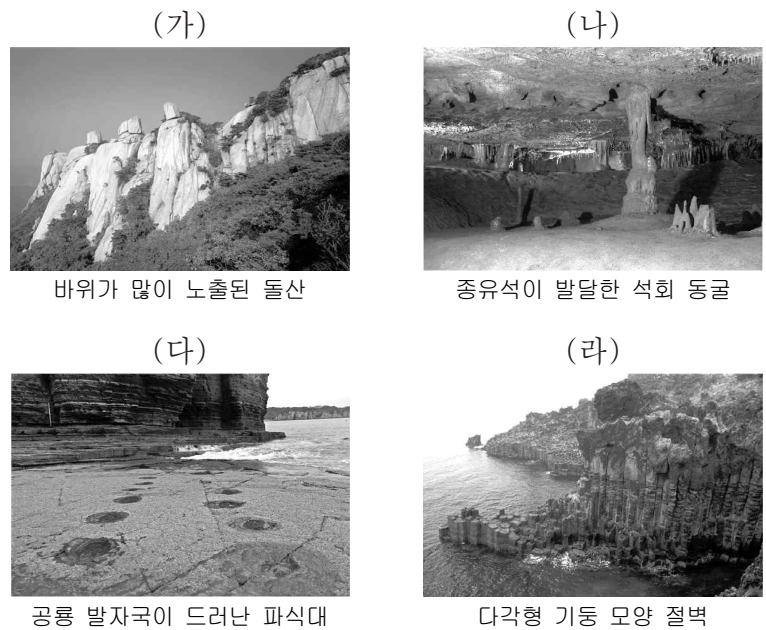 (가)
(나)
바위가 많이 노출된 돌산
종유석이 발달한 석회 동굴
(다)
(라)
공룡 발자국이 드러난 파식대
다각형 기둥 모양 절벽